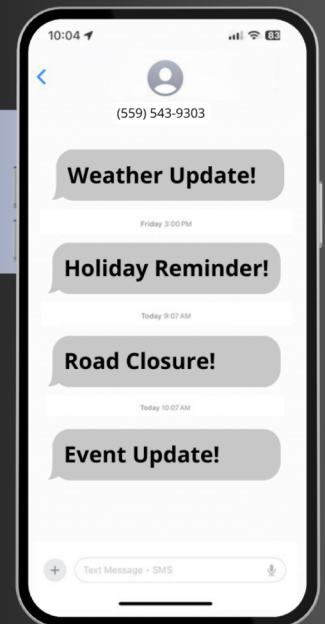 10:04
83
(559) 543-9303
Weather Update!
Friday 3:00 PM
Holiday Reminder!
Today 9:07 AM
Road Closure!
Today 10:07 AM
Event Update!
Text Message • SMS